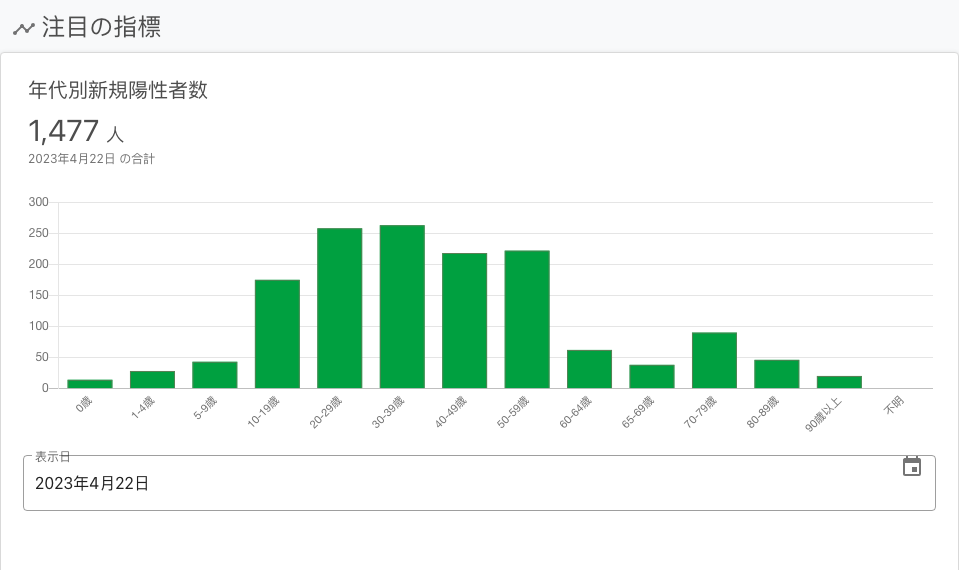 注目の指標
年代別新規陽性者数
1,477 人
2023年4月22日 の合計
300
250
200
150
100
50
0
0歳
1-4歳
5-9歳
10-19歳
20-29歳
30-39歳
40-49歳
50-59歳
60-64歳
65-69歳
70-79歳
80-89歳
90歳以上
不明
表示日
2023年4月22日